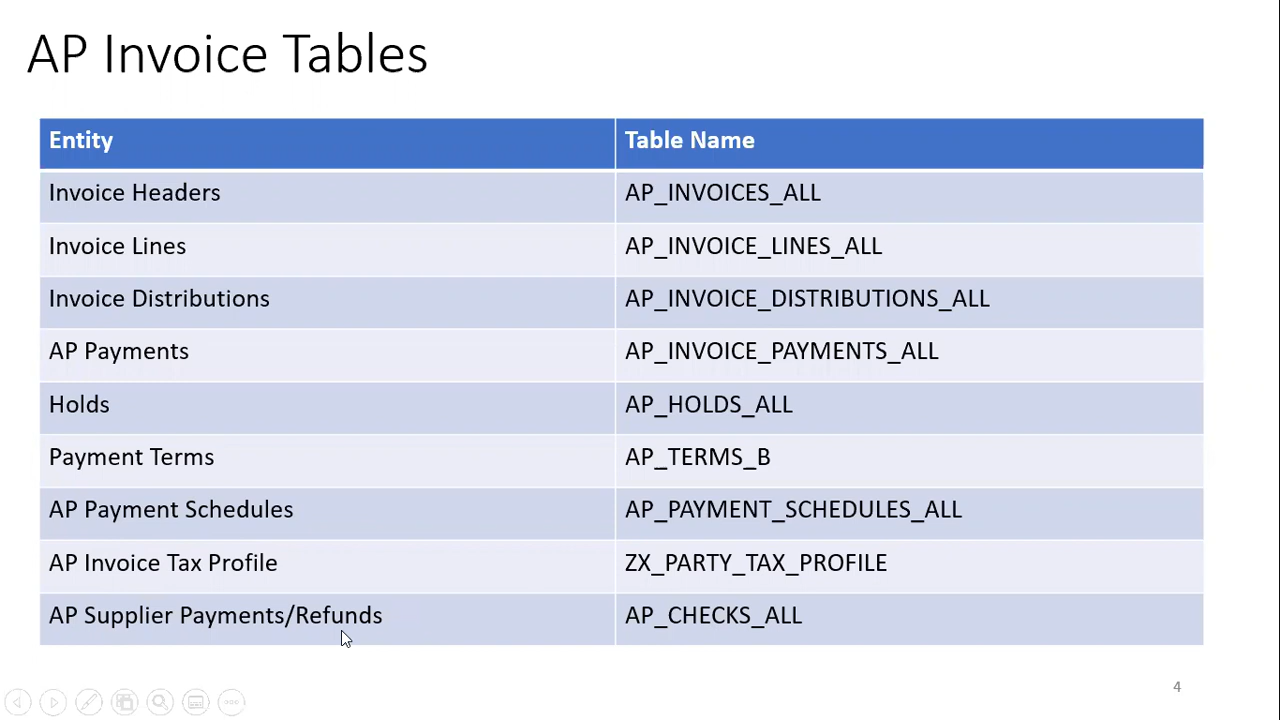 AP Invoice Tables
Entity Table Name
Invoice Headers AP_INVOICES_ALL
Invoice Lines AP_INVOICE_LINES_ALL
Invoice Distributions AP_INVOICE_DISTRIBUTIONS_ALL
AP Payments AP_INVOICE_PAYMENTS_ALL
Holds AP_HOLDS_ALL
Payment Terms AP_TERMS_B
AP Payment Schedules AP_PAYMENT_SCHEDULES_ALL
AP Invoice Tax Profile ZX_PARTY_TAX_PROFILE
AP Supplier Payments/Refunds AP_CHECKS_ALL
4